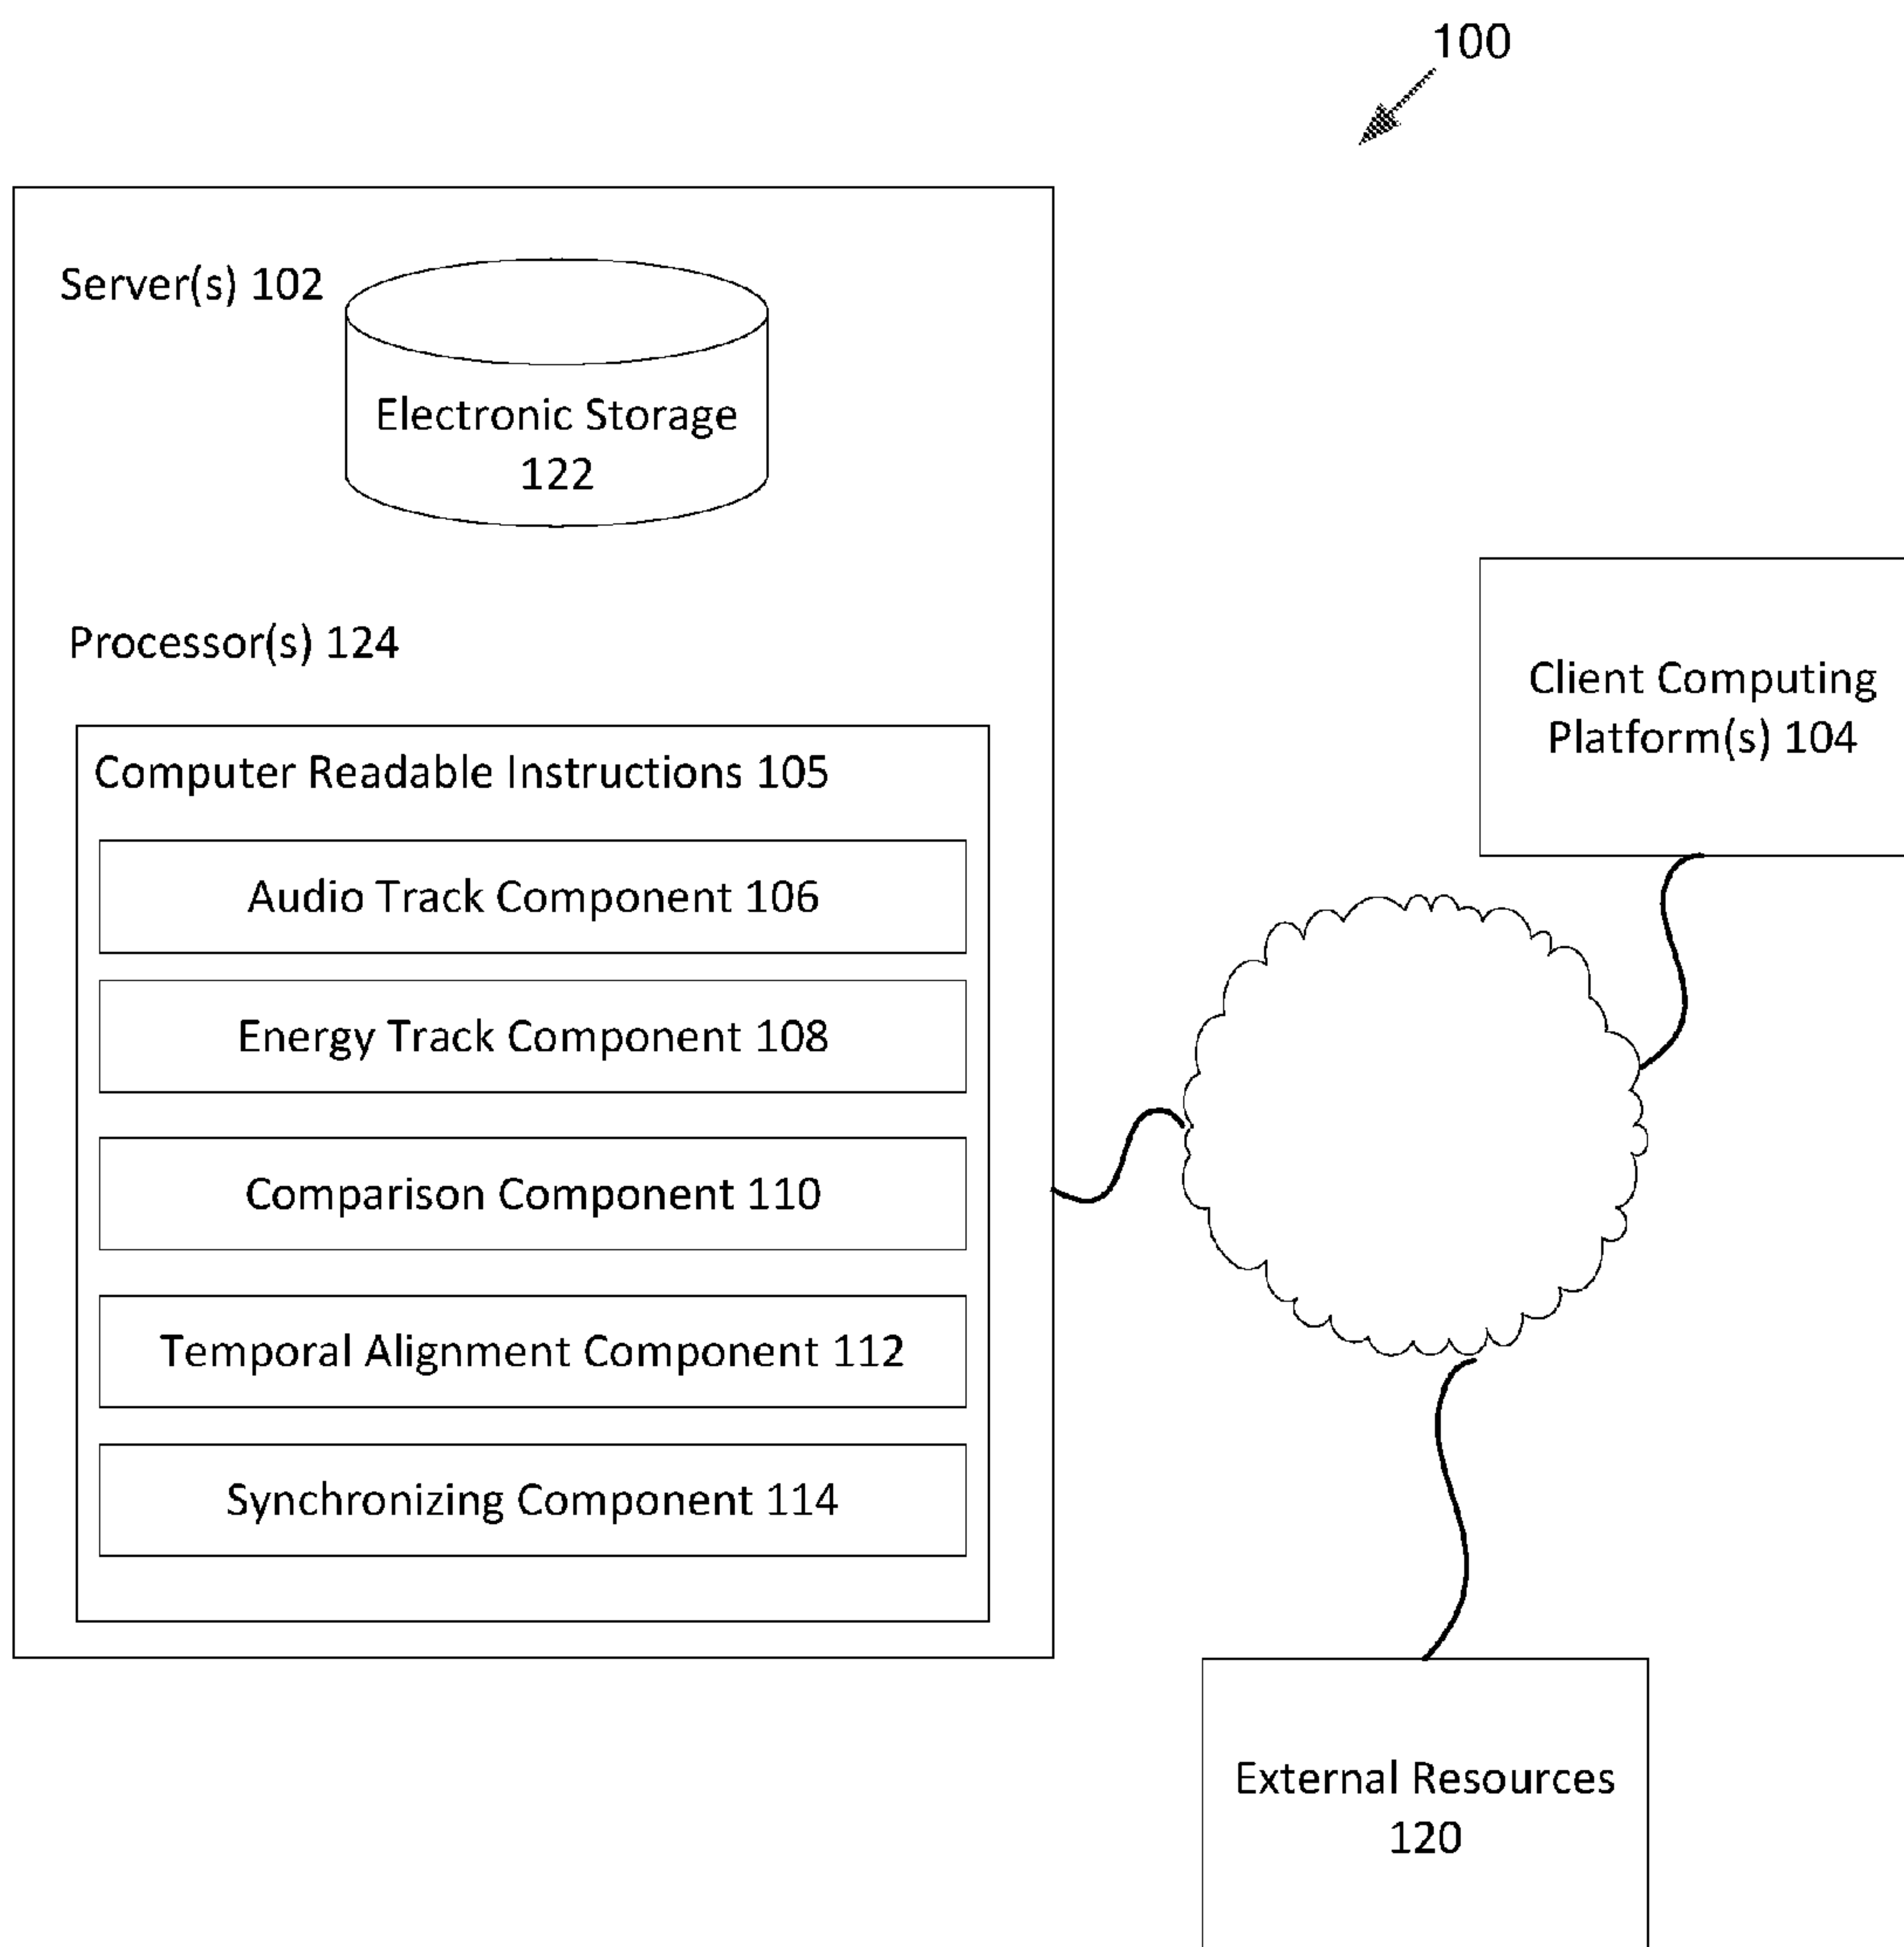 100
Server(s) 102
Electronic Storage
122
Processor(s) 124
Computer Readable Instructions 105
Audio Track Component 106
Energy Track Component 108
Comparison Component 110
Temporal Alignment Component 112
Synchronizing Component 114
Client Computing
Platform(s) 104
External Resources
120